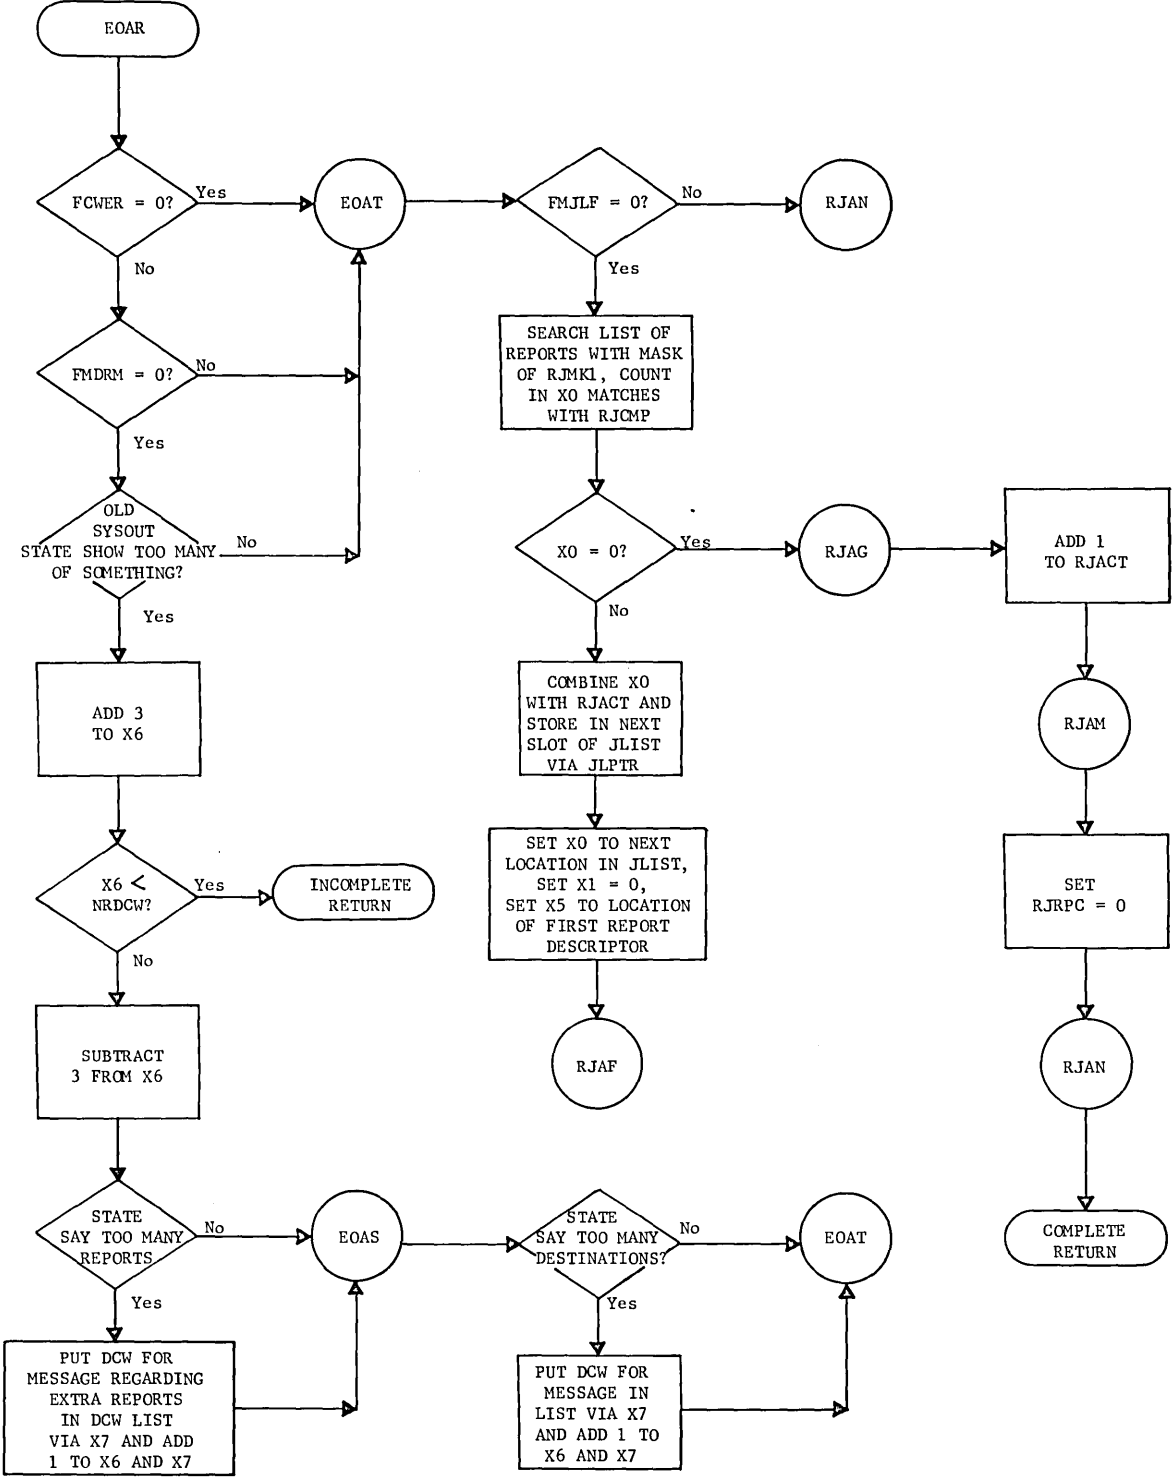 EOAR
FCWER = 0?
Yes
EOAT
FMJLF = 0?
No
RJAN
No
Yes
FMDRM = 0?
No
Yes
SEARCH LIST OF
REPORTS WITH MASK
OF RJMK1, COUNT
IN X0 MATCHES
WITH RJCMP
OLD
SYSOUT
STATE SHOW TOO MANY
OF SOMETHING?
No
Yes
X0 = 0?
Yes
RJAG
ADD 1
TO RJACT
No
ADD 3
TO X6
COMBINE X0
WITH RJACT AND
STORE IN NEXT
SLOT OF JLIST
VIA JLPTR
RJAM
X6 <
NRDCW?
Yes
INCOMPLETE
RETURN
No
SET X0 TO NEXT
LOCATION IN JLIST,
SET X1 = 0,
SET X5 TO LOCATION
OF FIRST REPORT
DESCRIPTOR
SET
RJRPC = 0
SUBTRACT
3 FROM X6
RJAF
RJAN
STATE
SAY TOO MANY
REPORTS
No
Yes
EOAS
STATE
SAY TOO MANY
DESTINATIONS?
No
Yes
EOAT
COMPLETE
RETURN
PUT DCW FOR
MESSAGE REGARDING
EXTRA REPORTS
IN DCW LIST
VIA X7 AND ADD
1 TO X6 AND X7
PUT DCW FOR
MESSAGE IN
LIST VIA X7
AND ADD 1 TO
X6 AND X7